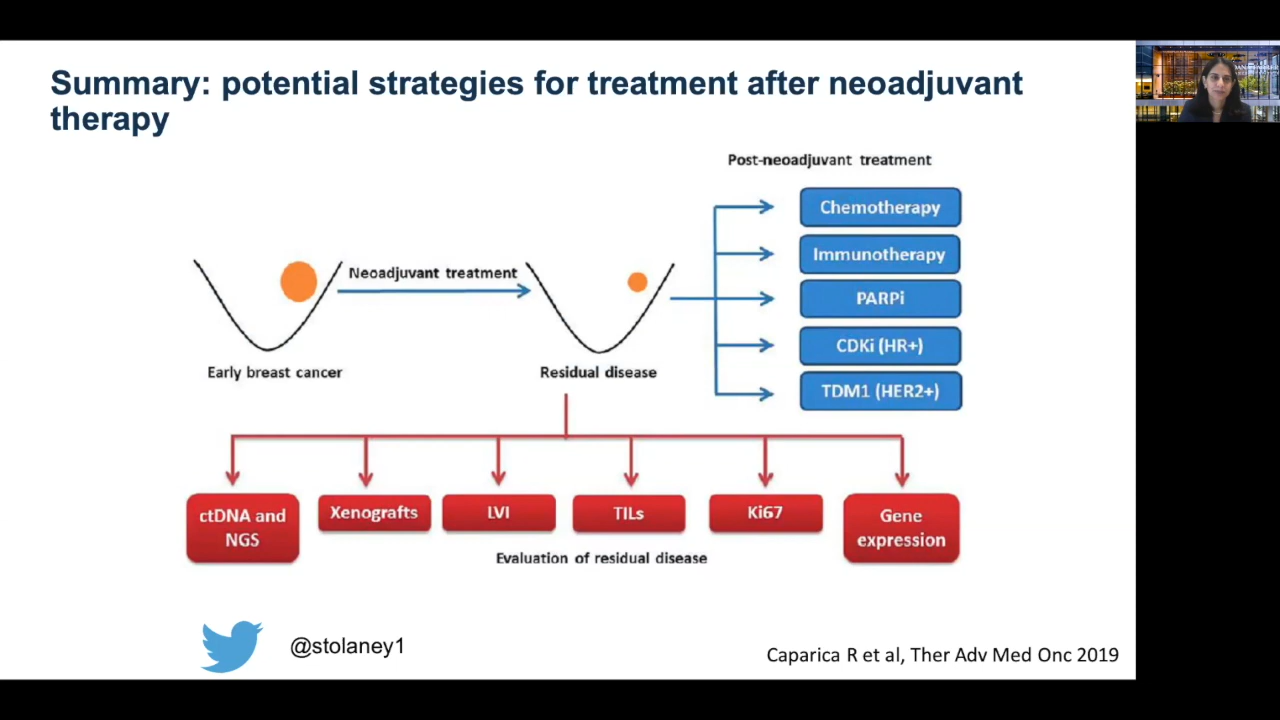 Summary: potential strategies for treatment after neoadjuvant
therapy
Post-neoadjuvant treatment
Chemotherapy
Immunotherapy
PARPi
CDKi (HR+)
TDM1 (HER2+)
Neoadjuvant treatment
Early breast cancer
Residual disease
ctDNA and
NGS
Xenografts
LVI
TILs
Ki67
Gene
expression
Evaluation of residual disease
@stolaney1
Caparica R et al, Ther Adv Med Onc 2019